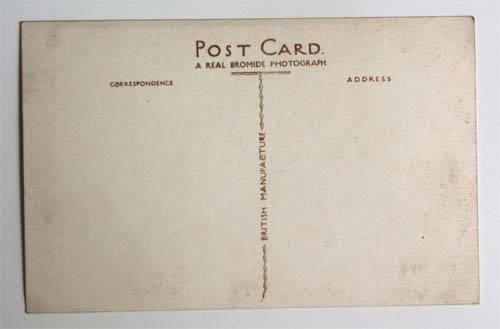 POST CARD.
A REAL BROMIDE PHOTOGRAPH
CORRESPONDENCE
ADDRESS
BRITISH MANUFACTURE